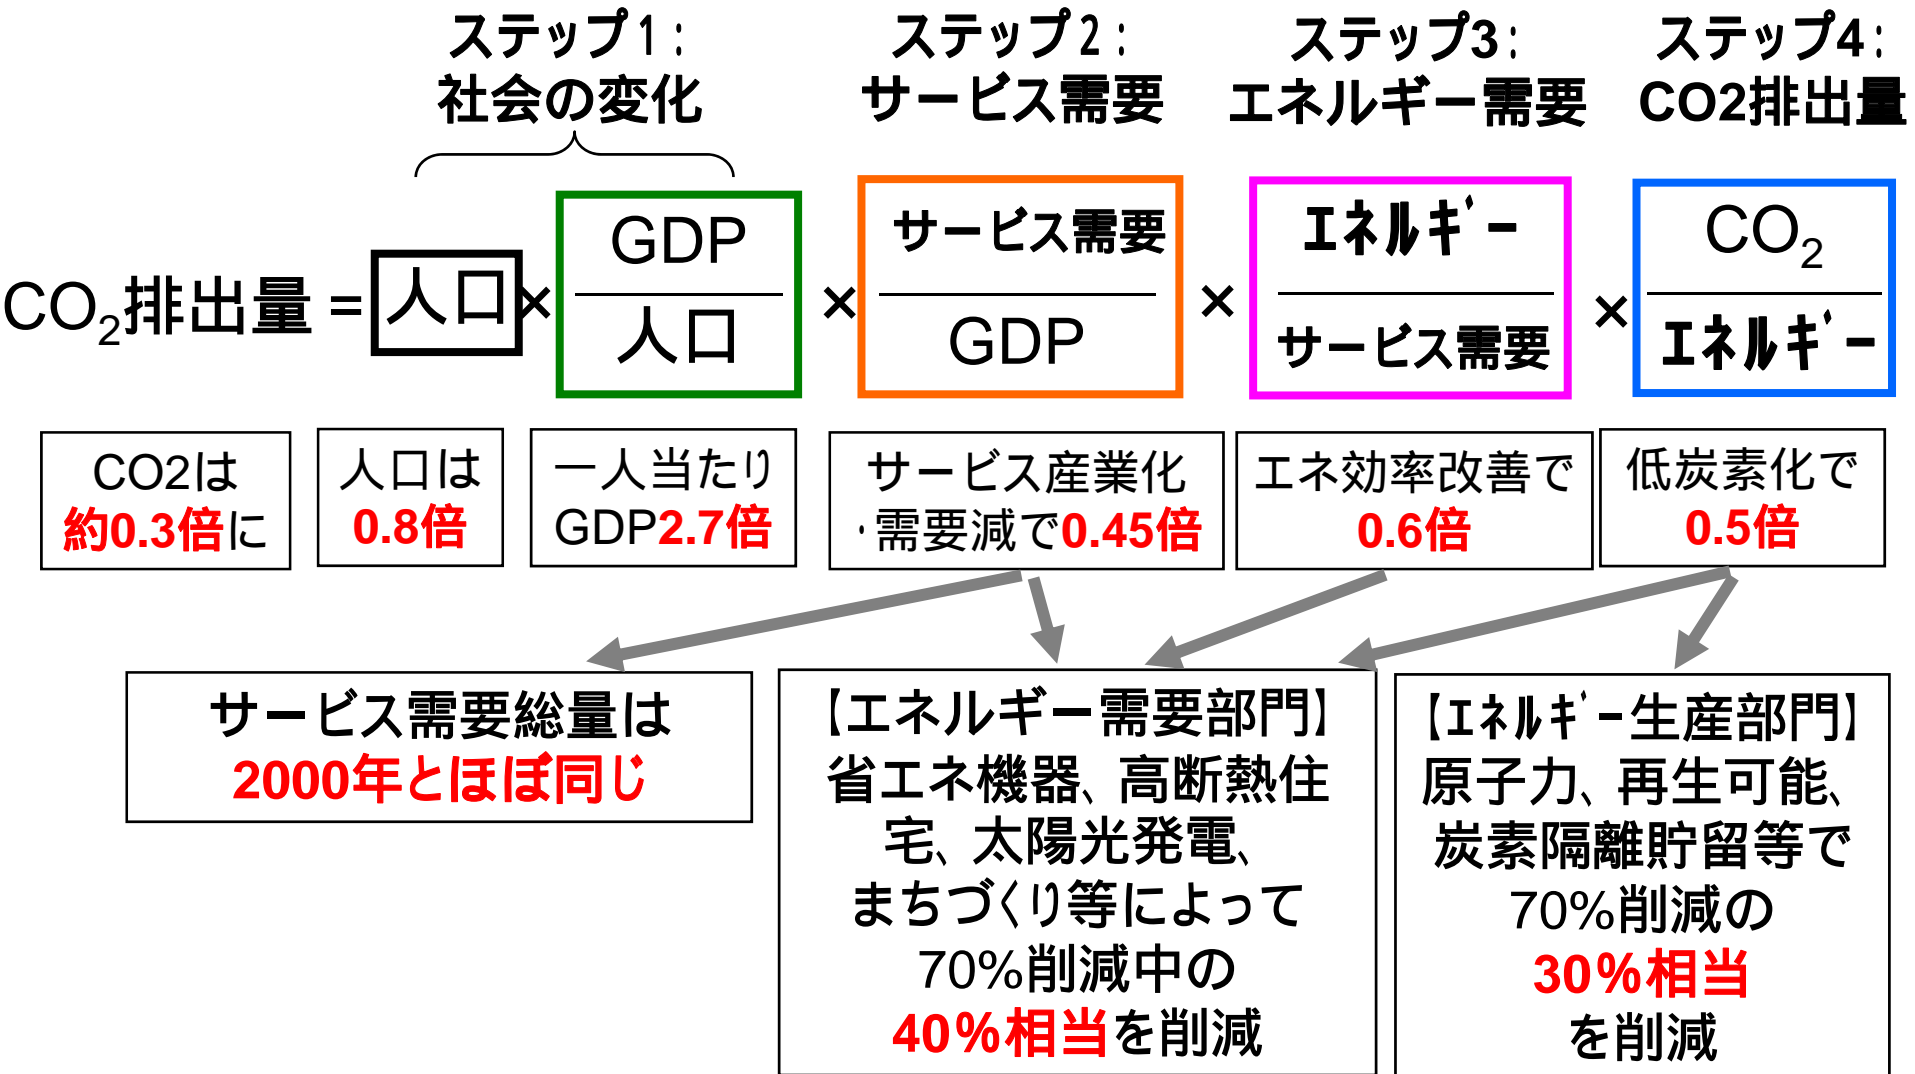 ステップ1：
社会の変化
ステップ2：
サービス需要
ステップ3：
エネルギー需要
ステップ4：
CO2排出量
CO₂排出量 =
人口
×
GDP
人口
×
サービス需要
GDP
×
エネルギー
サービス需要
×
CO₂
エネルギー
CO2は
約0.3倍に
人口は
0.8倍
一人当たり
GDP2.7倍
サービス産業化
・需要減で0.45倍
エネ効率改善で
0.6倍
低炭素化で
0.5倍
サービス需要総量は
2000年とほぼ同じ
【エネルギー需要部門】
省エネ機器、高断熱住
宅、太陽光発電、
まちづくり等によって
70%削減中の
40%相当を削減
【エネルギー生産部門】
原子力、再生可能、
炭素隔離貯留等で
70%削減の
30%相当
を削減